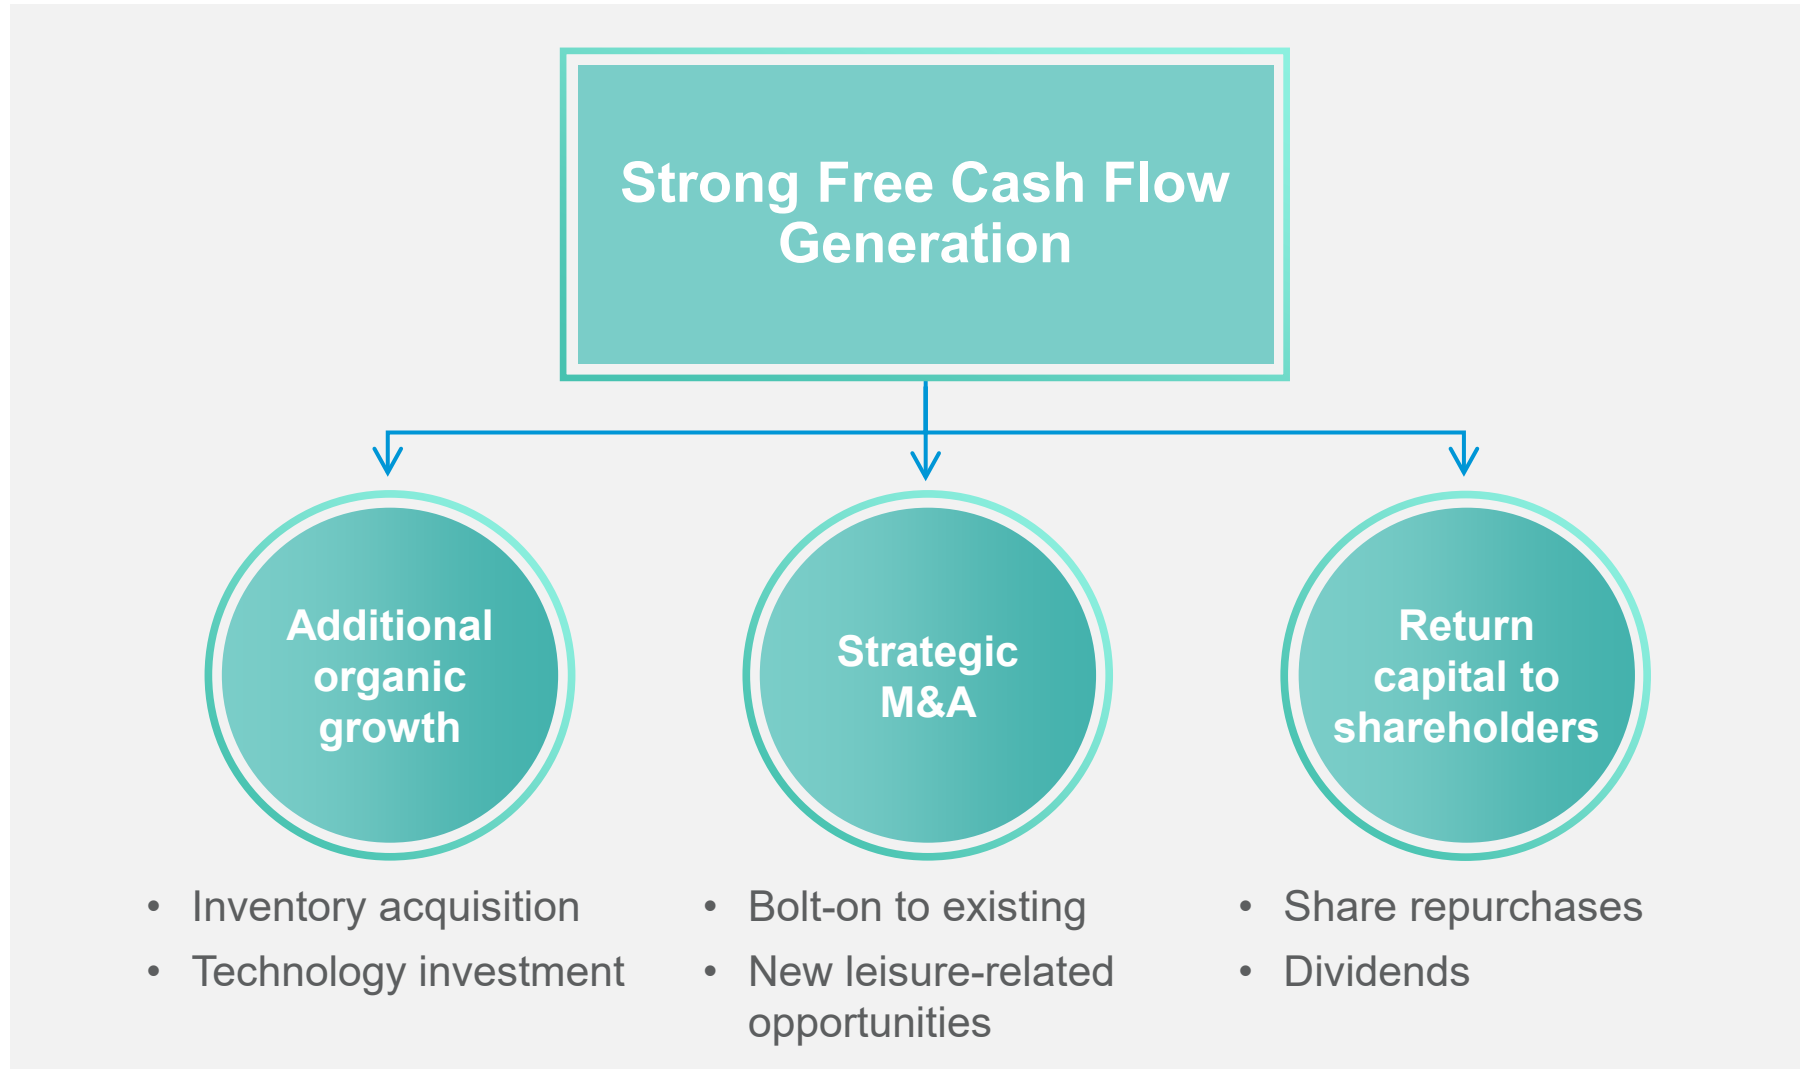 Strong Free Cash Flow
Generation
Additional
organic
growth
• Inventory acquisition
• Technology investment
Strategic
M&A
• Bolt-on to existing
• New leisure-related
opportunities
Return
capital to
shareholders
• Share repurchases
• Dividends